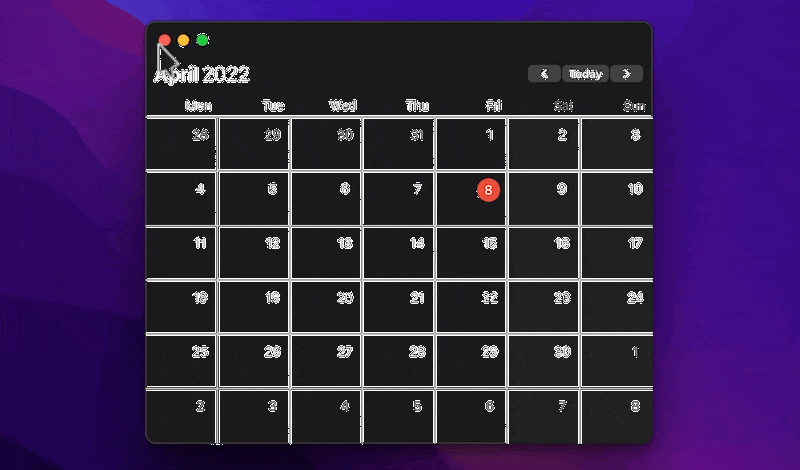 April 2022
< Today >
Mon Tue Wed Thu Fri Sat Sun
28 29 30 31 1 2 3
4 5 6 7 8 9 10
11 12 13 14 15 16 17
18 19 20 21 22 23 24
25 26 27 28 29 30 1
2 3 4 5 6 7 8